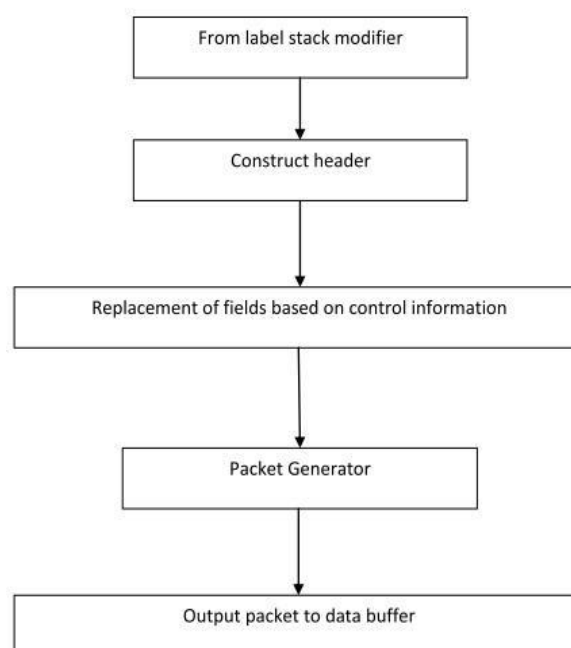 From label stack modifier
Construct header
Replacement of fields based on control information
Packet Generator
Output packet to data buffer